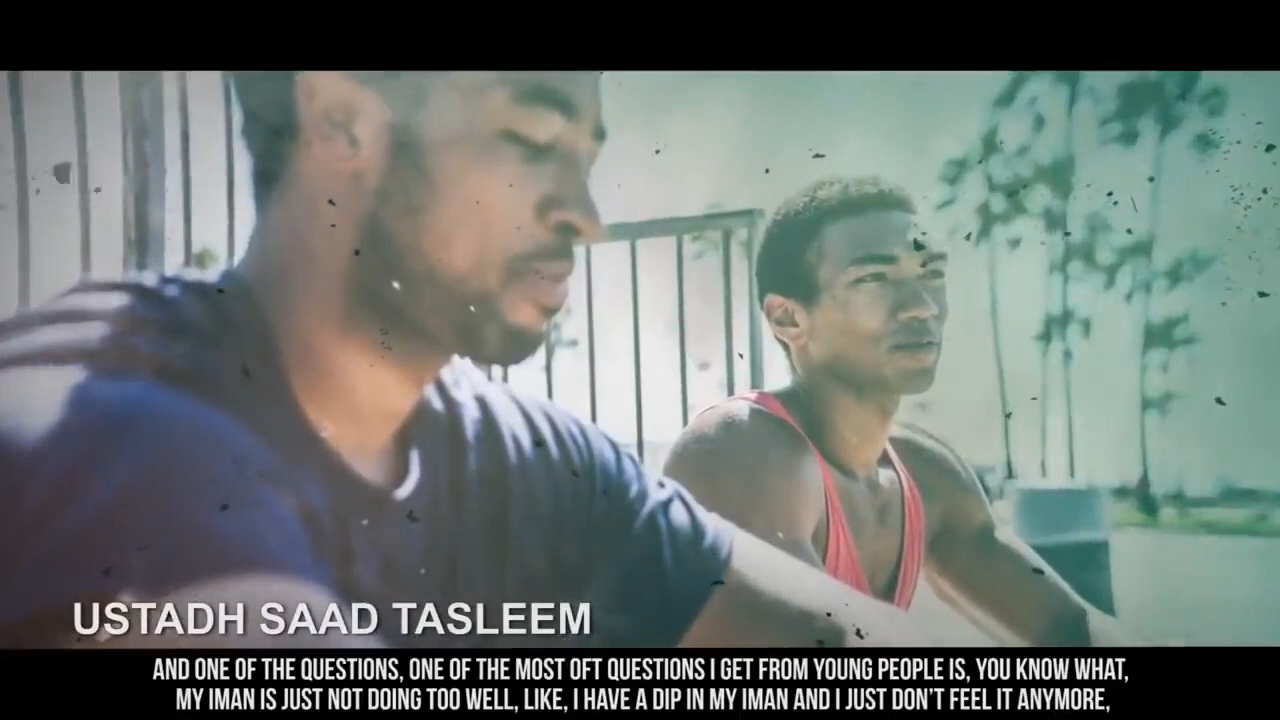 USTADH SAAD TASLEEM
AND ONE OF THE QUESTIONS, ONE OF THE MOST OFT QUESTIONS I GET FROM YOUNG PEOPLE IS, YOU KNOW WHAT,
MY IMAN IS JUST NOT DOING TOO WELL, LIKE, I HAVE A DIP IN MY IMAN AND I JUST DON'T FEEL IT ANYMORE,